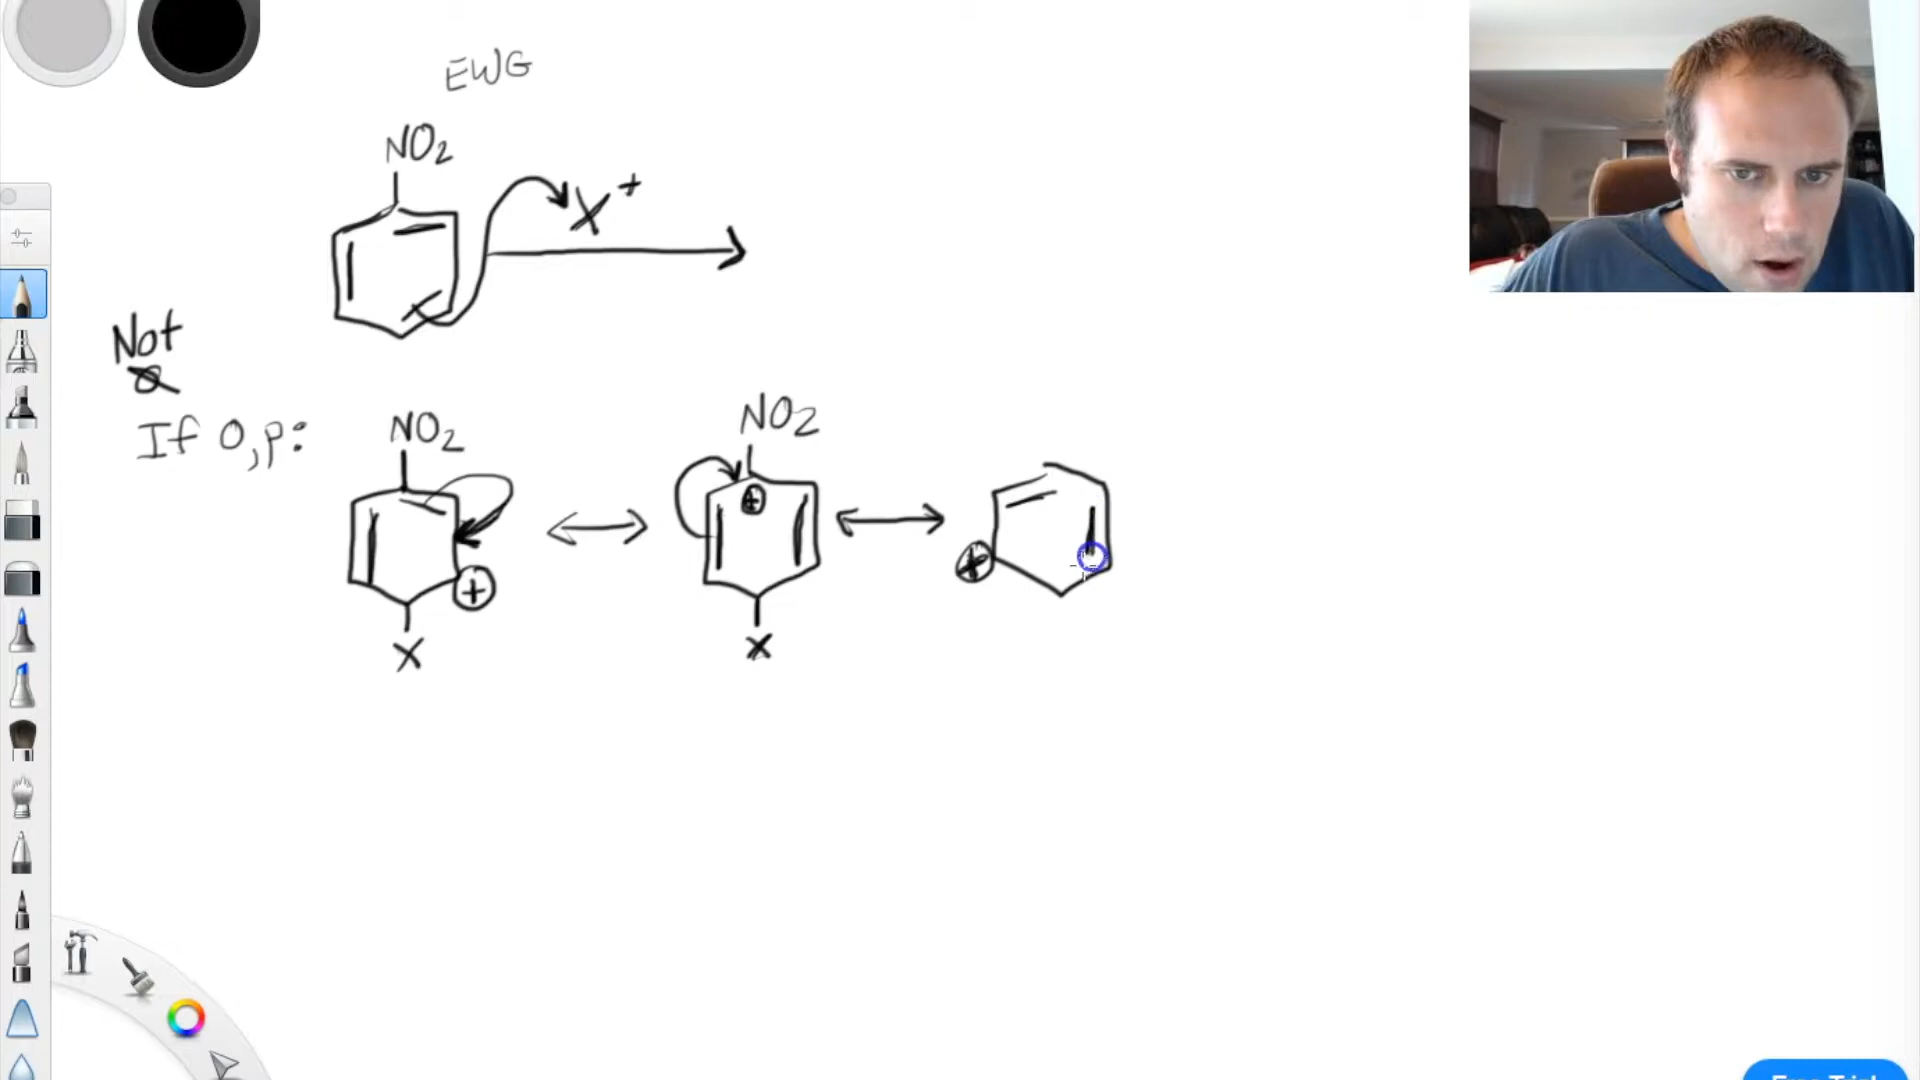 EWG
NO2
X+
Not
If O,p:
NO2
+
X
NO2
+
X
+